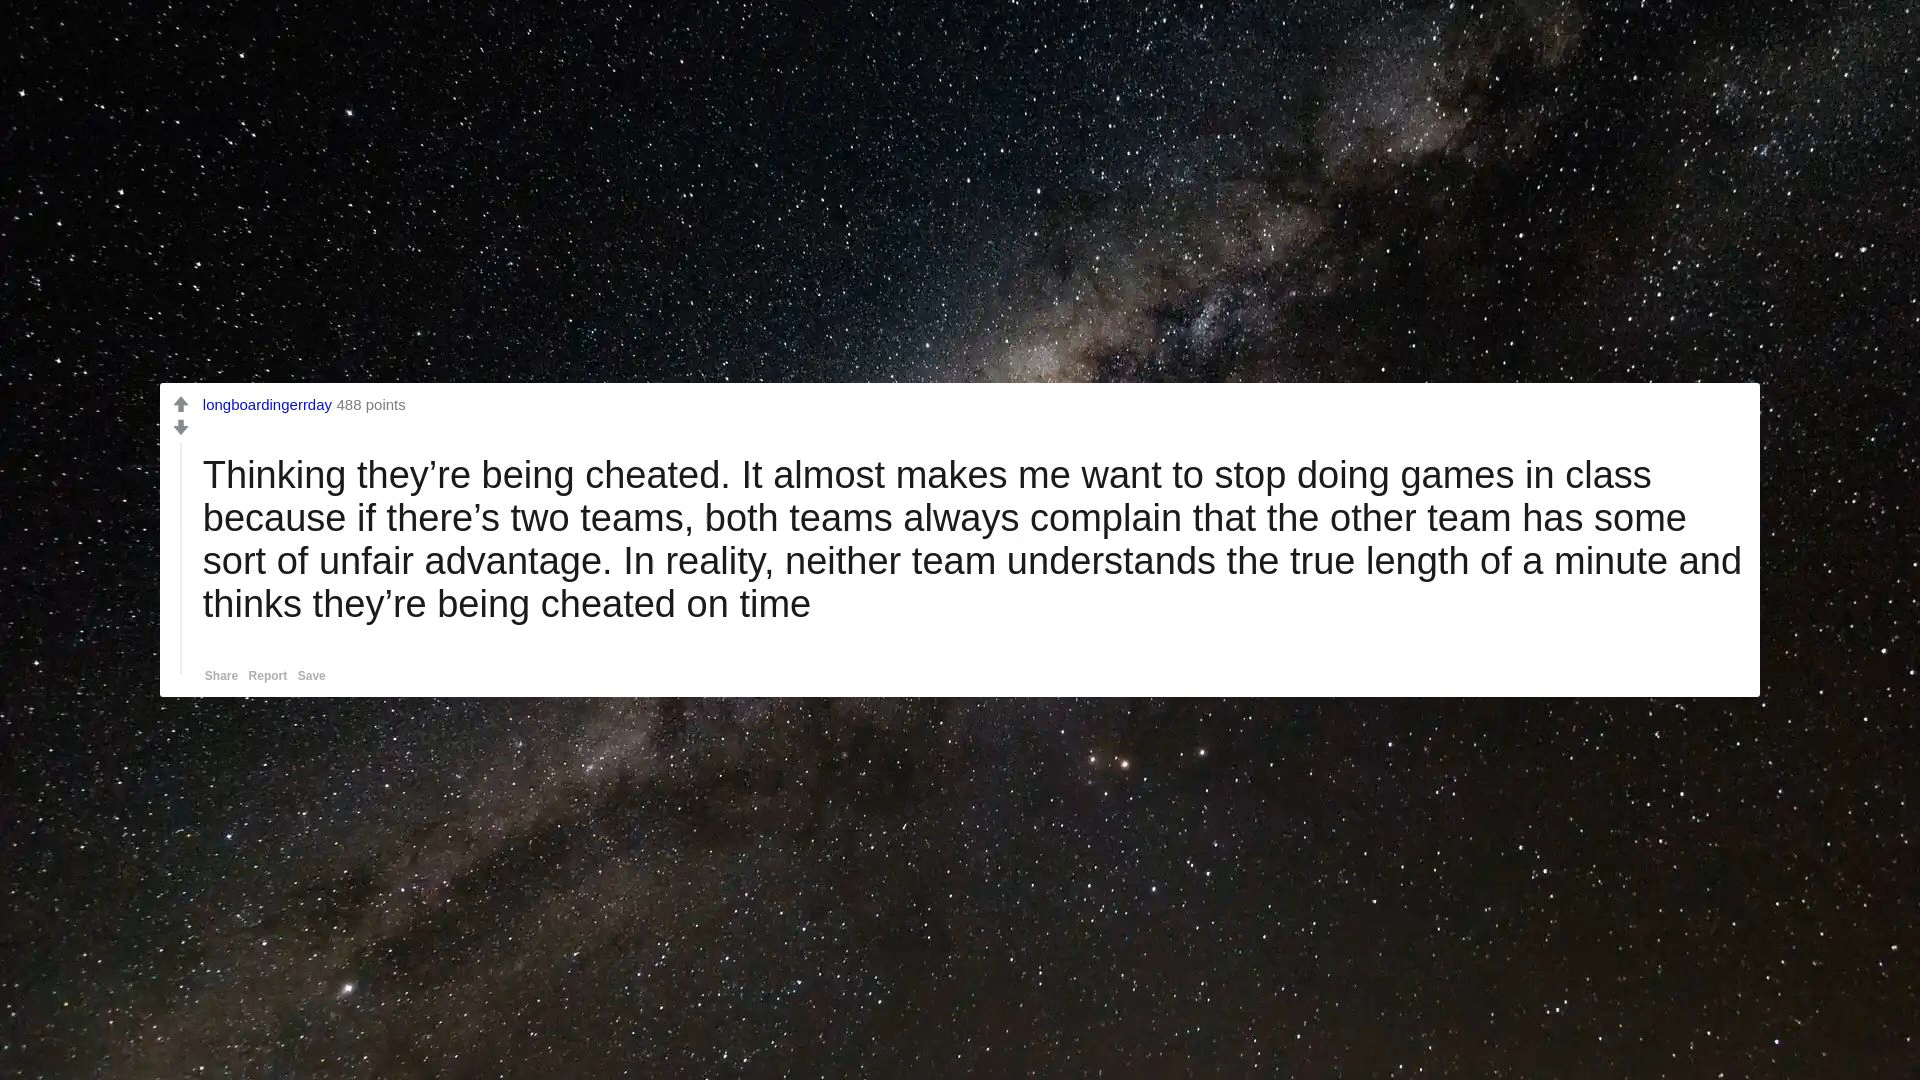 longboardingerrday 488 points
Thinking they’re being cheated. It almost makes me want to stop doing games in class
because if there’s two teams, both teams always complain that the other team has some
sort of unfair advantage. In reality, neither team understands the true length of a minute and
thinks they’re being cheated on time
Share Report Save